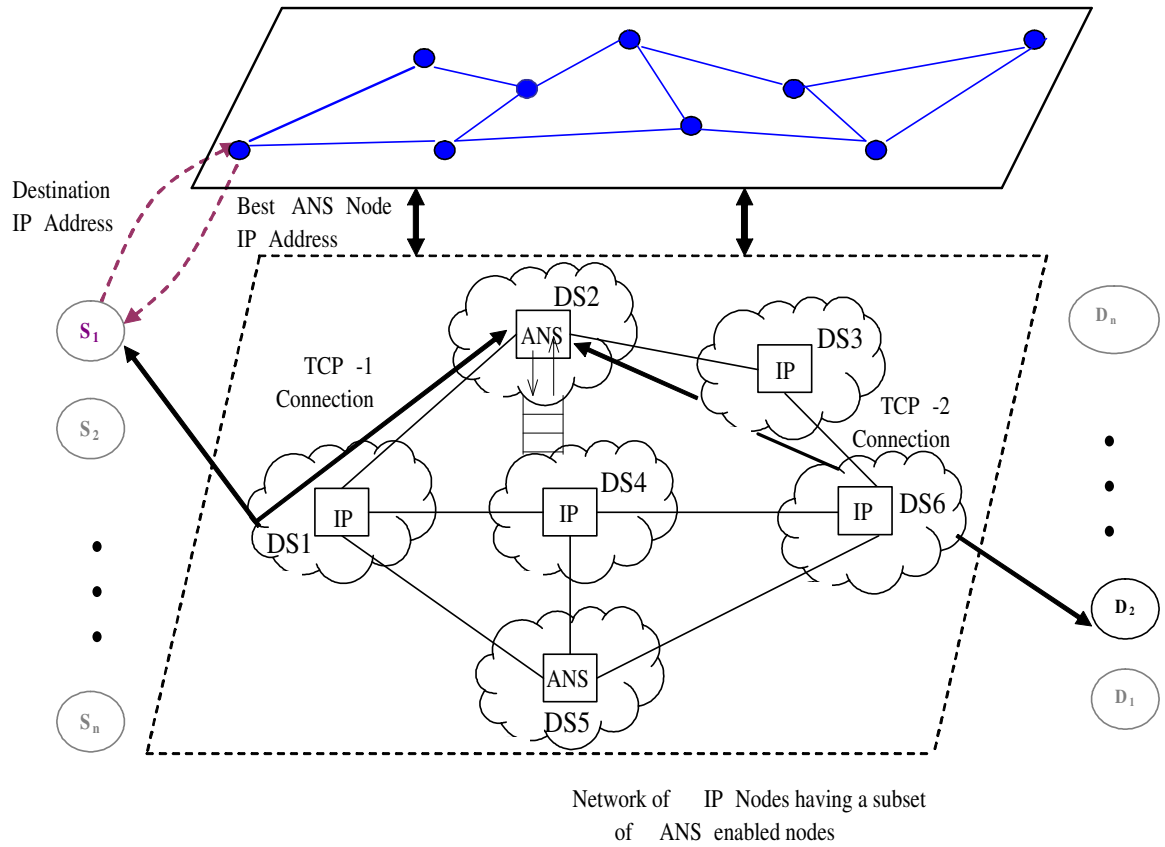 Destination
IP Address
Best ANS Node
IP Address
S1
S2
Sn
TCP -1
Connection
DS2
ANS
DS3
IP
TCP -2
Connection
DS1
IP
DS4
IP
DS6
IP
ANS
DS5
Dn
D2
D1
Network of IP Nodes having a subset
of ANS enabled nodes